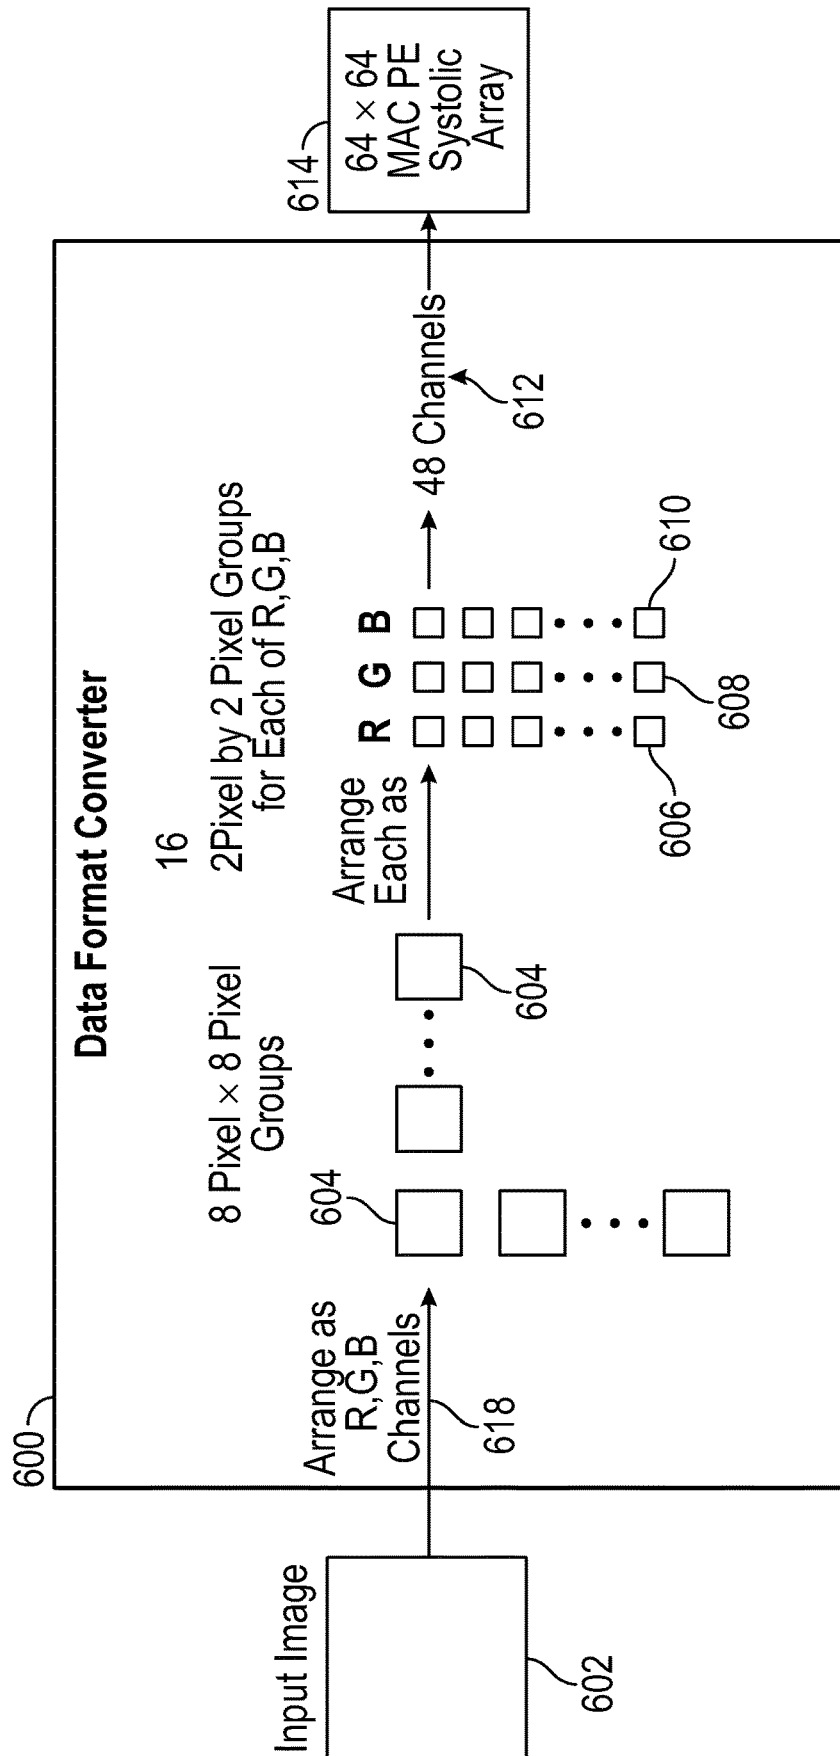 600
Data Format Converter
Input Image
602
Arrange as
R,G,B
Channels
618
8 Pixel × 8 Pixel
Groups
604
604
Arrange
Each as
16
2Pixel by 2 Pixel Groups
for Each of R,G,B
R G B
606
608
610
48 Channels
612
614
64 × 64
MAC PE
Systolic
Array